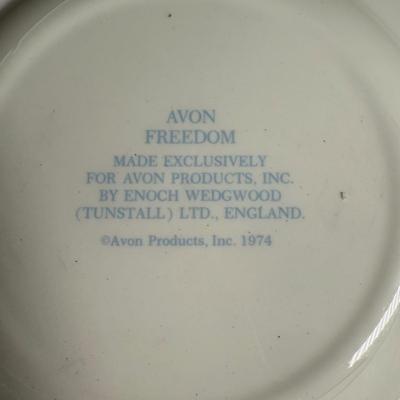 AVON
FREEDOM
MADE EXCLUSIVELY
FOR AVON PRODUCTS, INC.
BY ENOCH WEDGWOOD
(TUNSTALL) LTD., ENGLAND.
©Avon Products, Inc. 1974